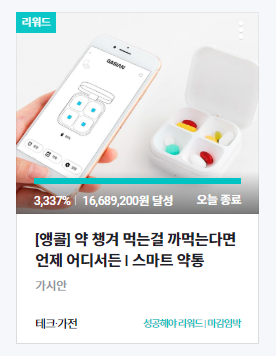 리워드
GASIAN
3,337% | 16,689,200원 달성
오늘 종료
[앵콜] 약 챙겨 먹는걸 까먹는다면
언제 어디서든 I 스마트 약통
가시안
테크·가전
성공해야 리워드 | 마감임박